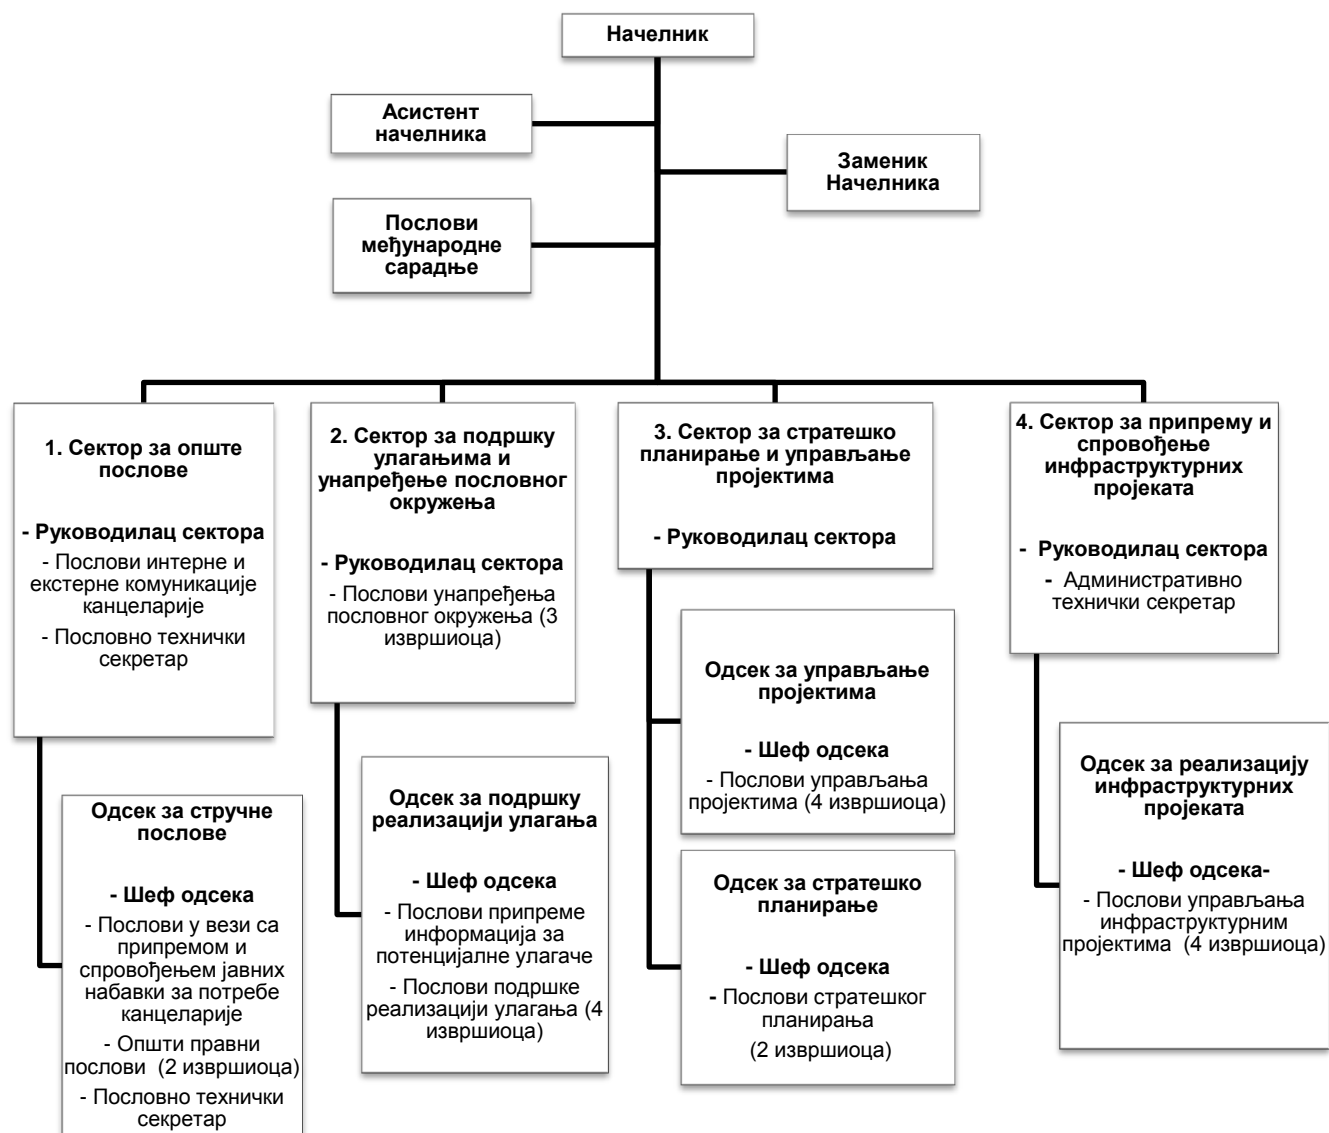 Начелник
Асистент
начелника
Заменик
Начелника
Послови
међународне
сарадње
1. Сектор за опште
послове
- Руководилац сектора
- Послови интерне и
екстерне комуникације
канцеларије
- Пословно технички
секретар
2. Сектор за подршку
улагањима и
унапређење пословног
окружења
- Руководилац сектора
- Послови унапређења
пословног окружења (3
извршиоца)
3. Сектор за стратешко
планирање и управљање
пројектима
- Руководилац сектора
4. Сектор за припрему и
спровођење
инфраструктурних
пројеката
- Руководилац сектора
- Административно
технички секретар
Одсек за стручне
послове
- Шеф одсека
- Послови у вези са
припремом и
спровођењем јавних
набавки за потребе
канцеларије
- Општи правни
послови (2 извршиоца)
- Пословно технички
секретар
Одсек за подршку
реализацији улагања
- Шеф одсека
- Послови припреме
информација за
потенцијалне улагаче
- Послови подршке
реализацији улагања (4
извршиоца)
Одсек за управљање
пројектима
- Шеф одсека
- Послови управљања
пројектима (4 извршиоца)
Одсек за стратешко
планирање
- Шеф одсека
- Послови стратешког
планирања
(2 извршиоца)
Одсек за реализацију
инфраструктурних
пројеката
- Шеф одсека-
- Послови управљања
инфраструктурним
пројектима (4 извршиоца)